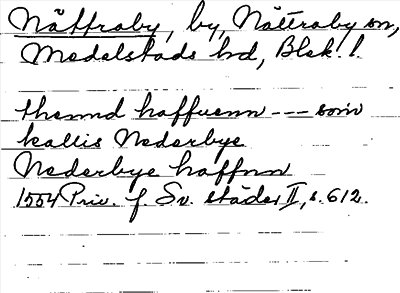 Nättraby, by, Nättraby sn,
Medelstads hd, Blek. l.
thennd haffuenn --- som
kallis Nederbye
Nederbye haffnn
1554 Priv. f. Sv. städer II, s. 612.